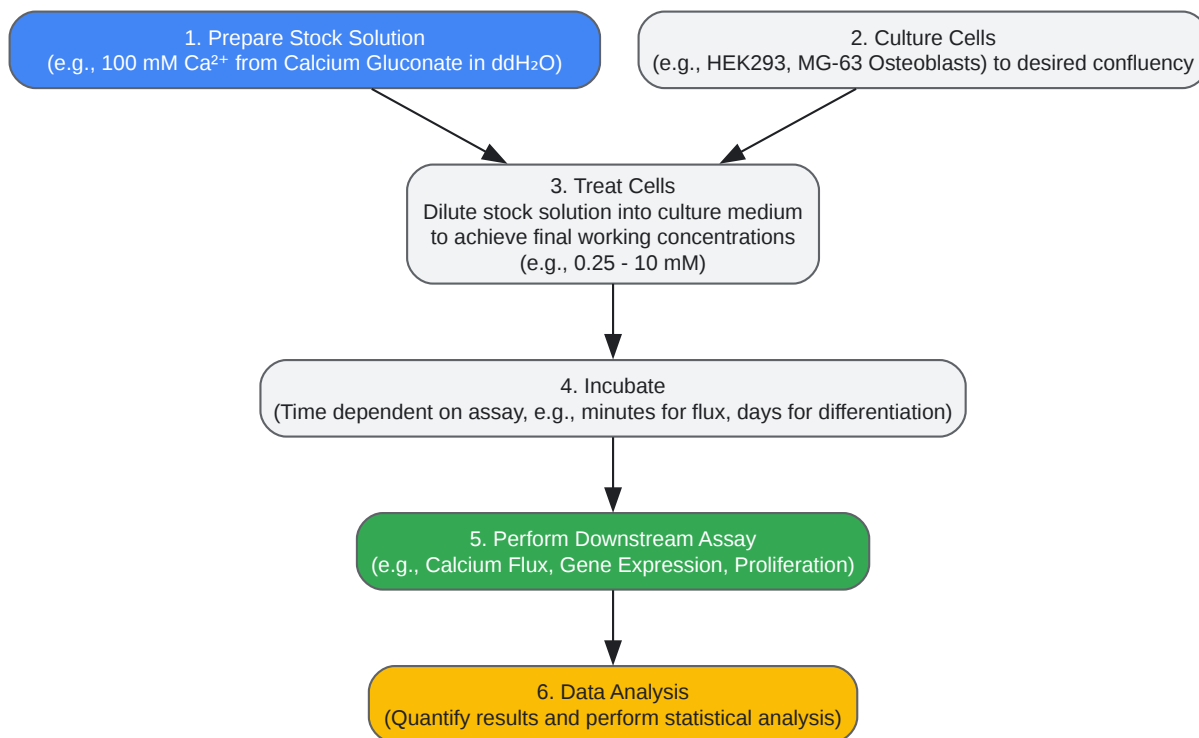 1. Prepare Stock Solution
(e.g., 100 mM Ca²⁺ from Calcium Gluconate in ddH₂O)
2. Culture Cells
(e.g., HEK293, MG-63 Osteoblasts) to desired confluency
3. Treat Cells
Dilute stock solution into culture medium
to achieve final working concentrations
(e.g., 0.25 - 10 mM)
4. Incubate
(Time dependent on assay, e.g., minutes for flux, days for differentiation)
5. Perform Downstream Assay
(e.g., Calcium Flux, Gene Expression, Proliferation)
6. Data Analysis
(Quantify results and perform statistical analysis)